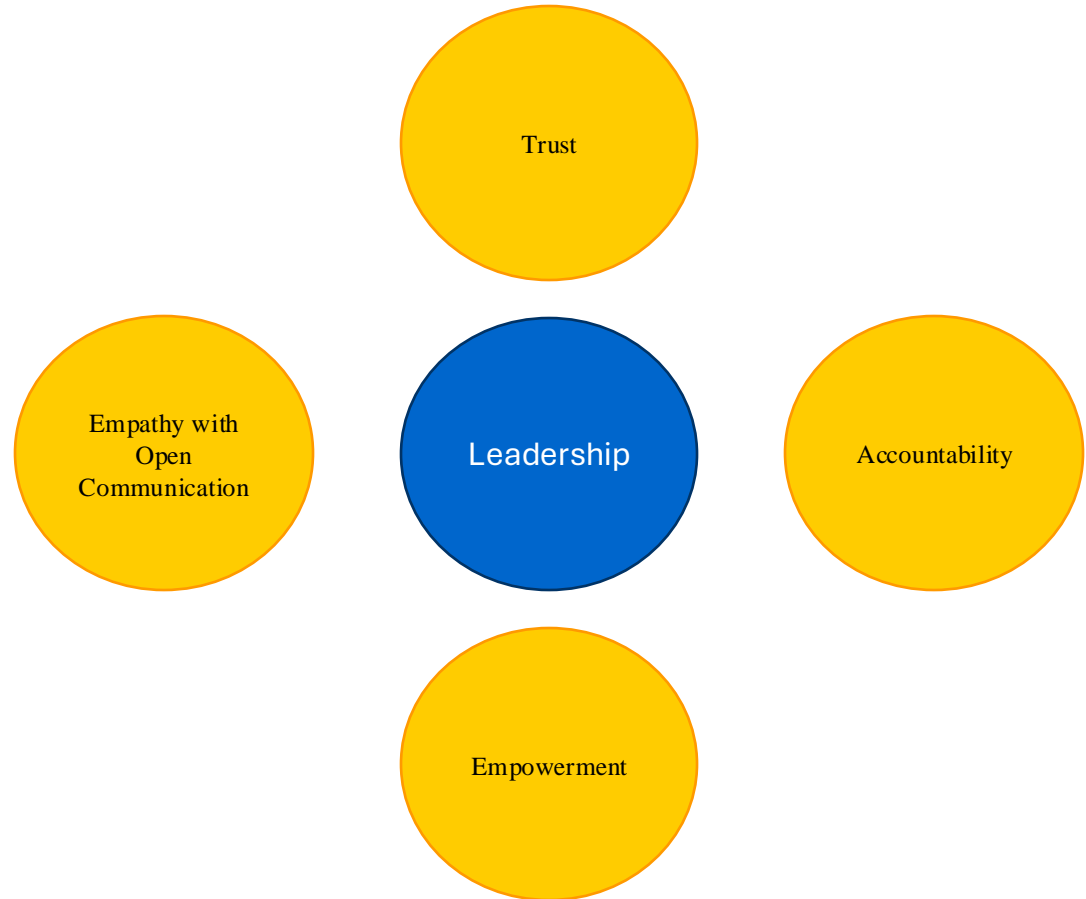 Trust
Empathy with
Open
Communication
Leadership
Accountability
Empowerment